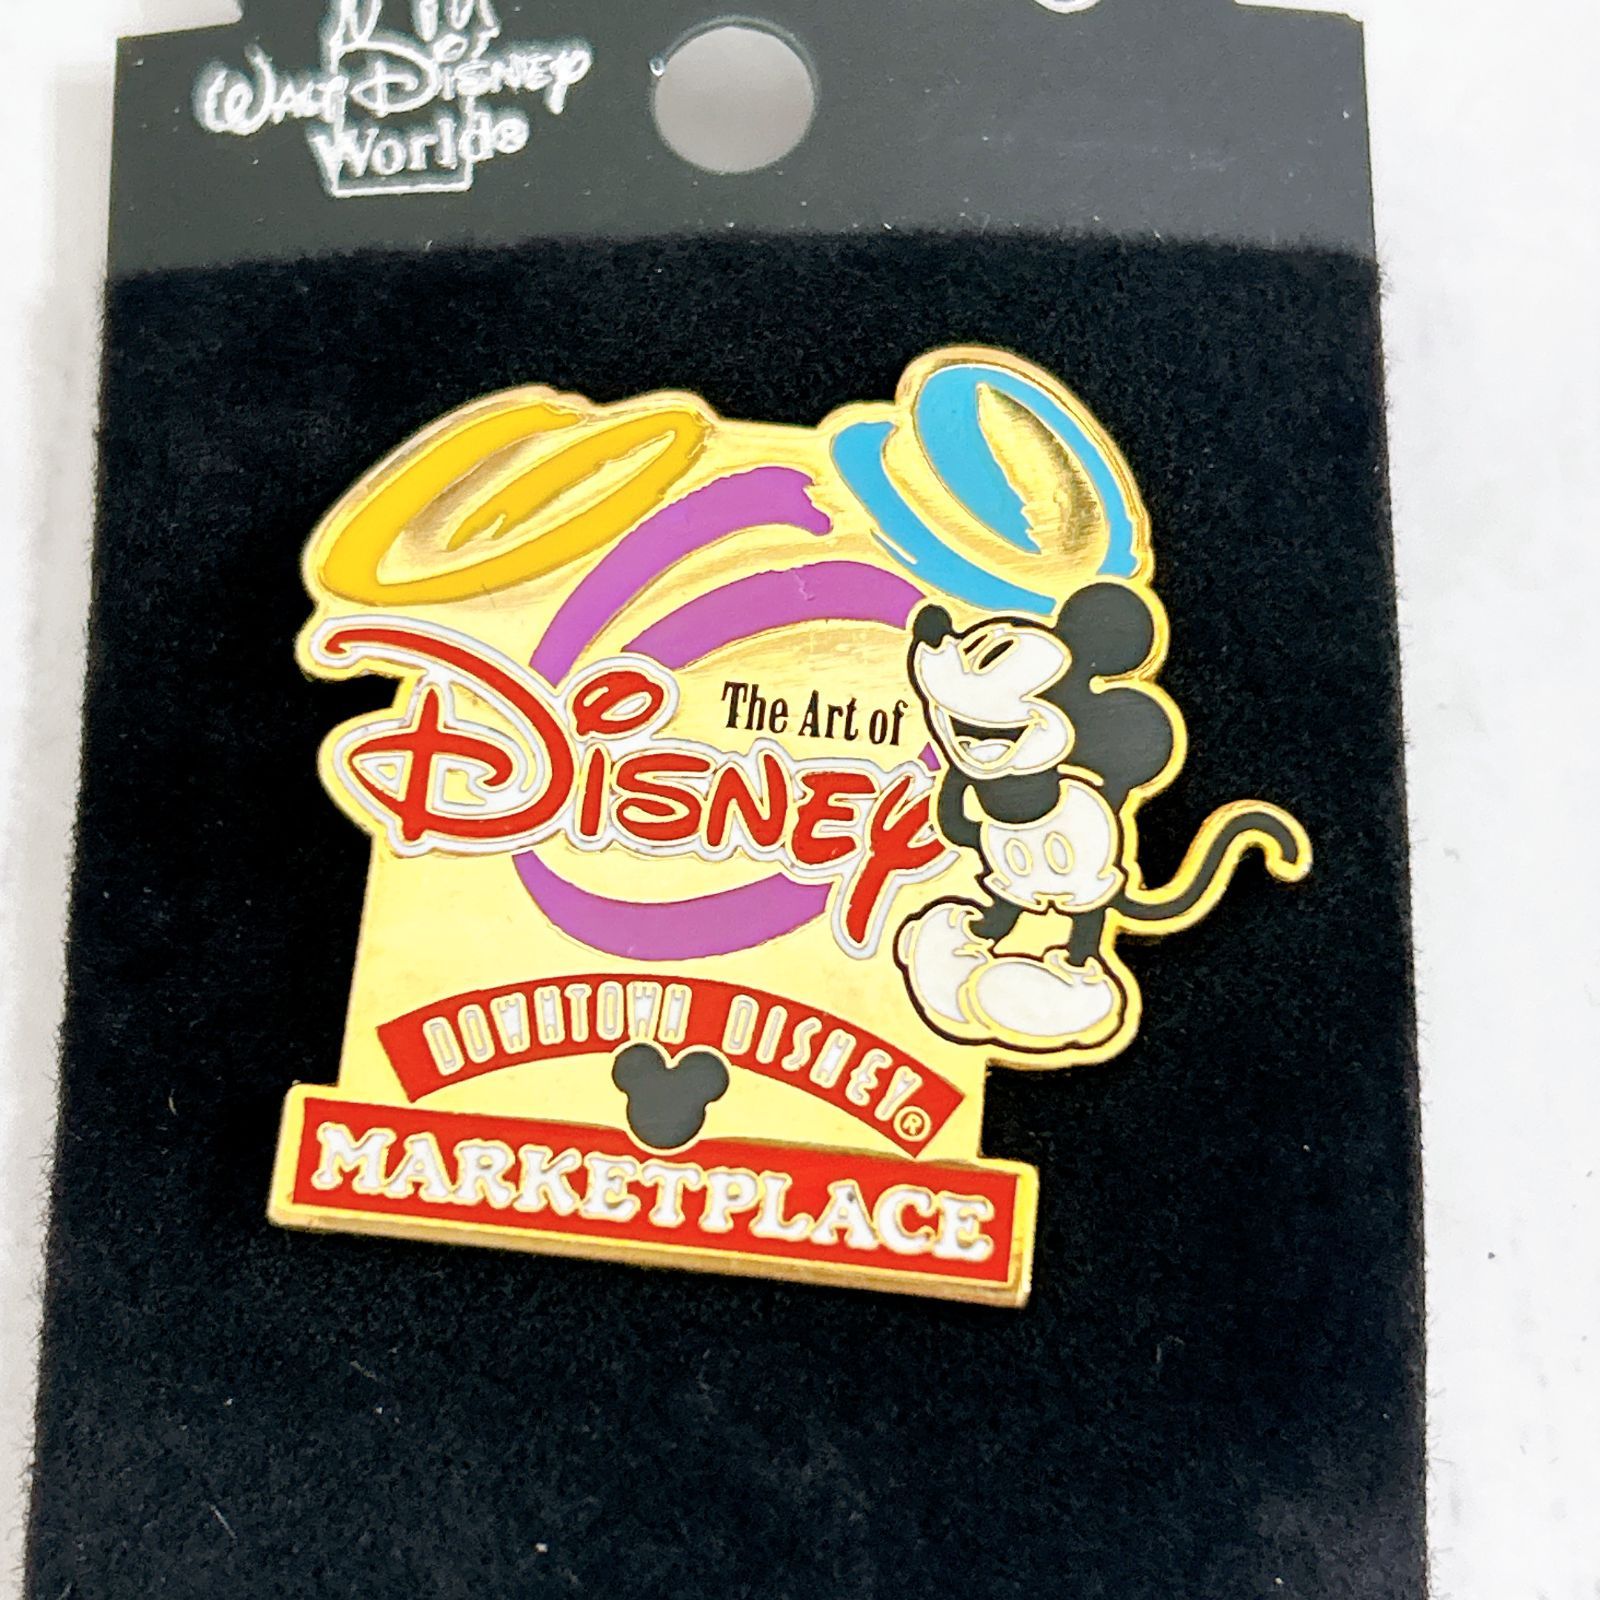 Walt Disney
World®
The Art of
Disney
DOWNTOWN DISNEY®
MARKETPLACE